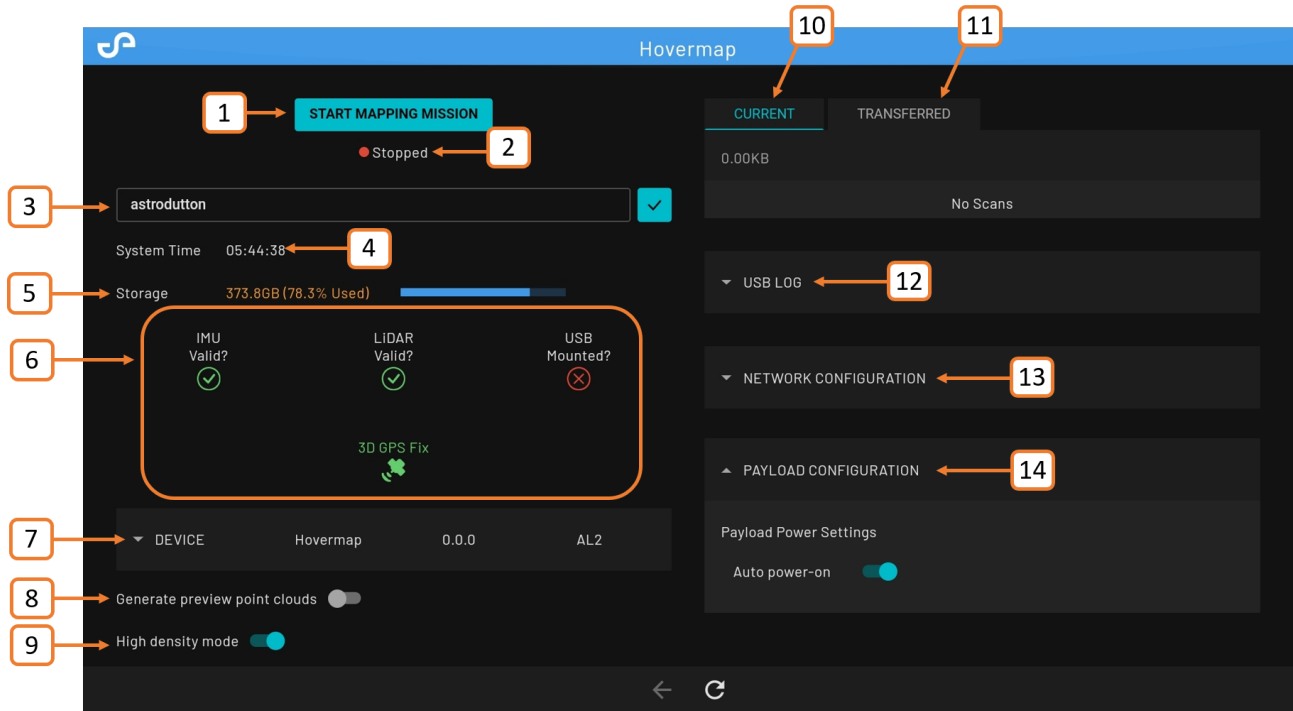 10
11
Hovermap
1
START MAPPING MISSION
CURRENT
TRANSFERRED
2
Stopped
0.00KB
3
astrodutton
No Scans
4
System Time 05:44:38
5
Storage 373.8GB (78.3% Used)
USB LOG
12
6
IMU
Valid?
LiDAR
Valid?
USB
Mounted?
NETWORK CONFIGURATION
13
3D GPS Fix
PAYLOAD CONFIGURATION
14
7
DEVICE Hovermap 0.0.0 AL2
Payload Power Settings
Auto power-on
8
Generate preview point clouds
9
High density mode